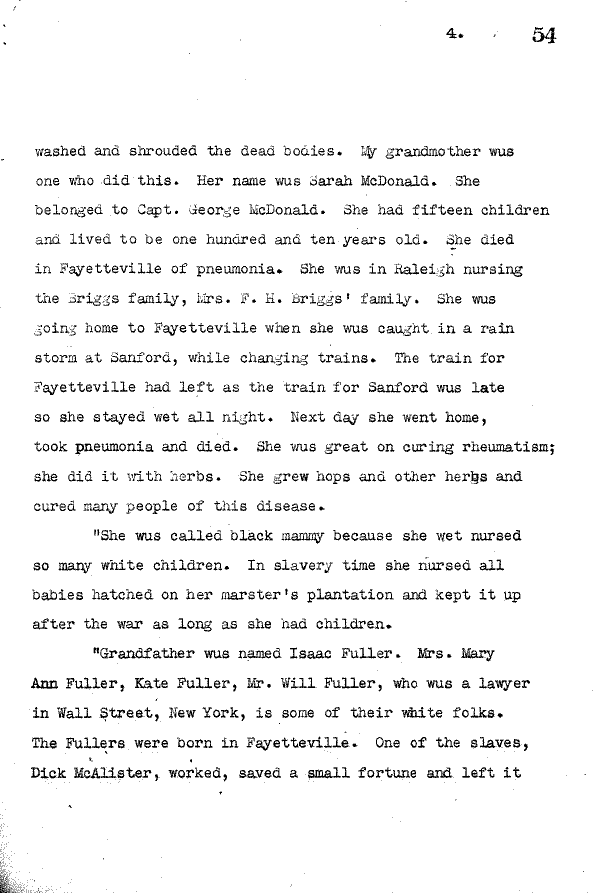 4. 54
washed and shrouded the dead bodies. My grandmother wus
one who did this. Her name wus Sarah McDonald. She
belonged to Capt. George McDonald. She had fifteen children
and lived to be one hundred and ten years old. She died
in Fayetteville of pneumonia. She wus in Raleigh nursing
the Briggs family, Mrs. F. H. Briggs' family. She wus
going home to Fayetteville when she wus caught in a rain
storm at Sanford, while changing trains. The train for
Fayetteville had left as the train for Sanford wus late
so she stayed wet all night. Next day she went home,
took pneumonia and died. She wus great on curing rheumatism;
she did it with herbs. She grew hops and other herbs and
cured many people of this disease.
"She wus called black mammy because she wet nursed
so many white children. In slavery time she nursed all
babies hatched on her marster's plantation and kept it up
after the war as long as she had children.
"Grandfather wus named Isaac Fuller. Mrs. Mary
Ann Fuller, Kate Fuller, Mr. Will Fuller, who wus a lawyer
in Wall Street, New York, is some of their white folks.
The Fullers were born in Fayetteville. One of the slaves,
Dick McAlister, worked, saved a small fortune and left it